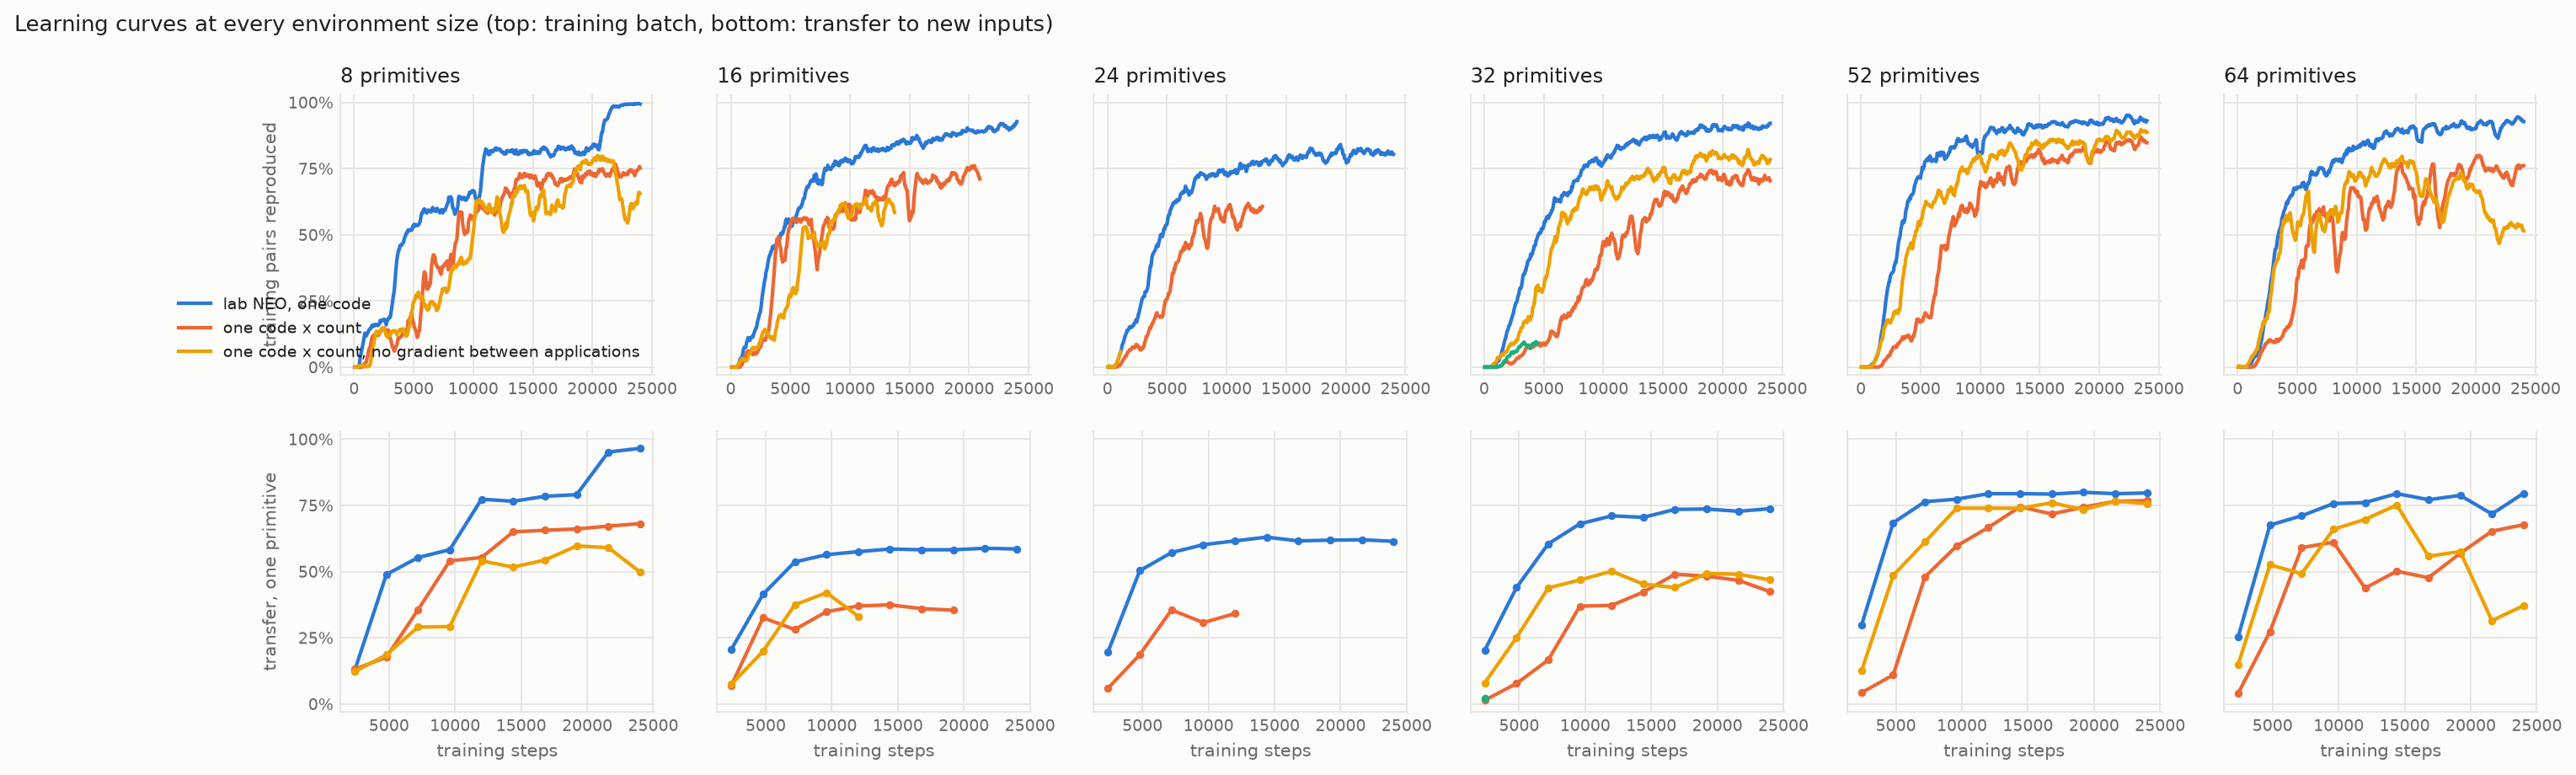 Learning curves at every environment size (top: training batch, bottom: transfer to new inputs)
8 primitives
16 primitives
24 primitives
32 primitives
52 primitives
64 primitives
training pairs reproduced
100%
75%
50%
25%
0%
lab NEO, one code
one code x count
one code x count, no gradient between applications
0 5000 10000 15000 20000 25000
0 5000 10000 15000 20000 25000
0 5000 10000 15000 20000 25000
0 5000 10000 15000 20000 25000
0 5000 10000 15000 20000 25000
0 5000 10000 15000 20000 25000
transfer, one primitive
100%
75%
50%
25%
0%
5000 10000 15000 20000 25000
5000 10000 15000 20000 25000
5000 10000 15000 20000 25000
5000 10000 15000 20000 25000
5000 10000 15000 20000 25000
5000 10000 15000 20000 25000
training steps
training steps
training steps
training steps
training steps
training steps